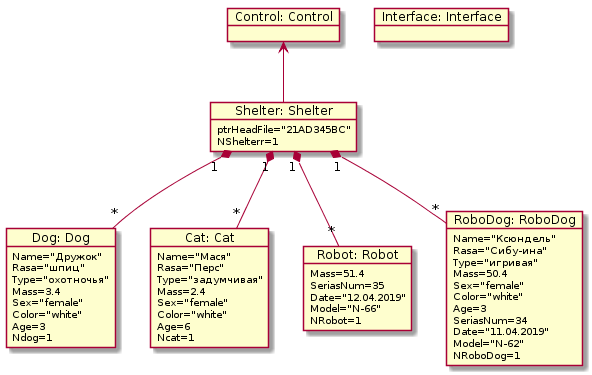 Control: Control
Interface: Interface
Shelter: Shelter
ptrHeadFile="21AD345BC"
NShelterr=1
1
1
1
1
*
*
*
*
Dog: Dog
Name="Дружок"
Rasa="шпиц"
Type="охотночья"
Mass=3.4
Sex="female"
Color="white"
Age=3
Ndog=1
Cat: Cat
Name="Мася"
Rasa="Перс"
Type="задумчивая"
Mass=2.4
Sex="female"
Color="white"
Age=6
Ncat=1
Robot: Robot
Mass=51.4
SeriasNum=35
Date="12.04.2019"
Model="N-66"
NRobot=1
RoboDog: RoboDog
Name="Ксюндель"
Rasa="Сибу-ина"
Type="игривая"
Mass=50.4
Sex="female"
Color="white"
Age=3
SeriasNum=34
Date="11.04.2019"
Model="N-62"
NRoboDog=1